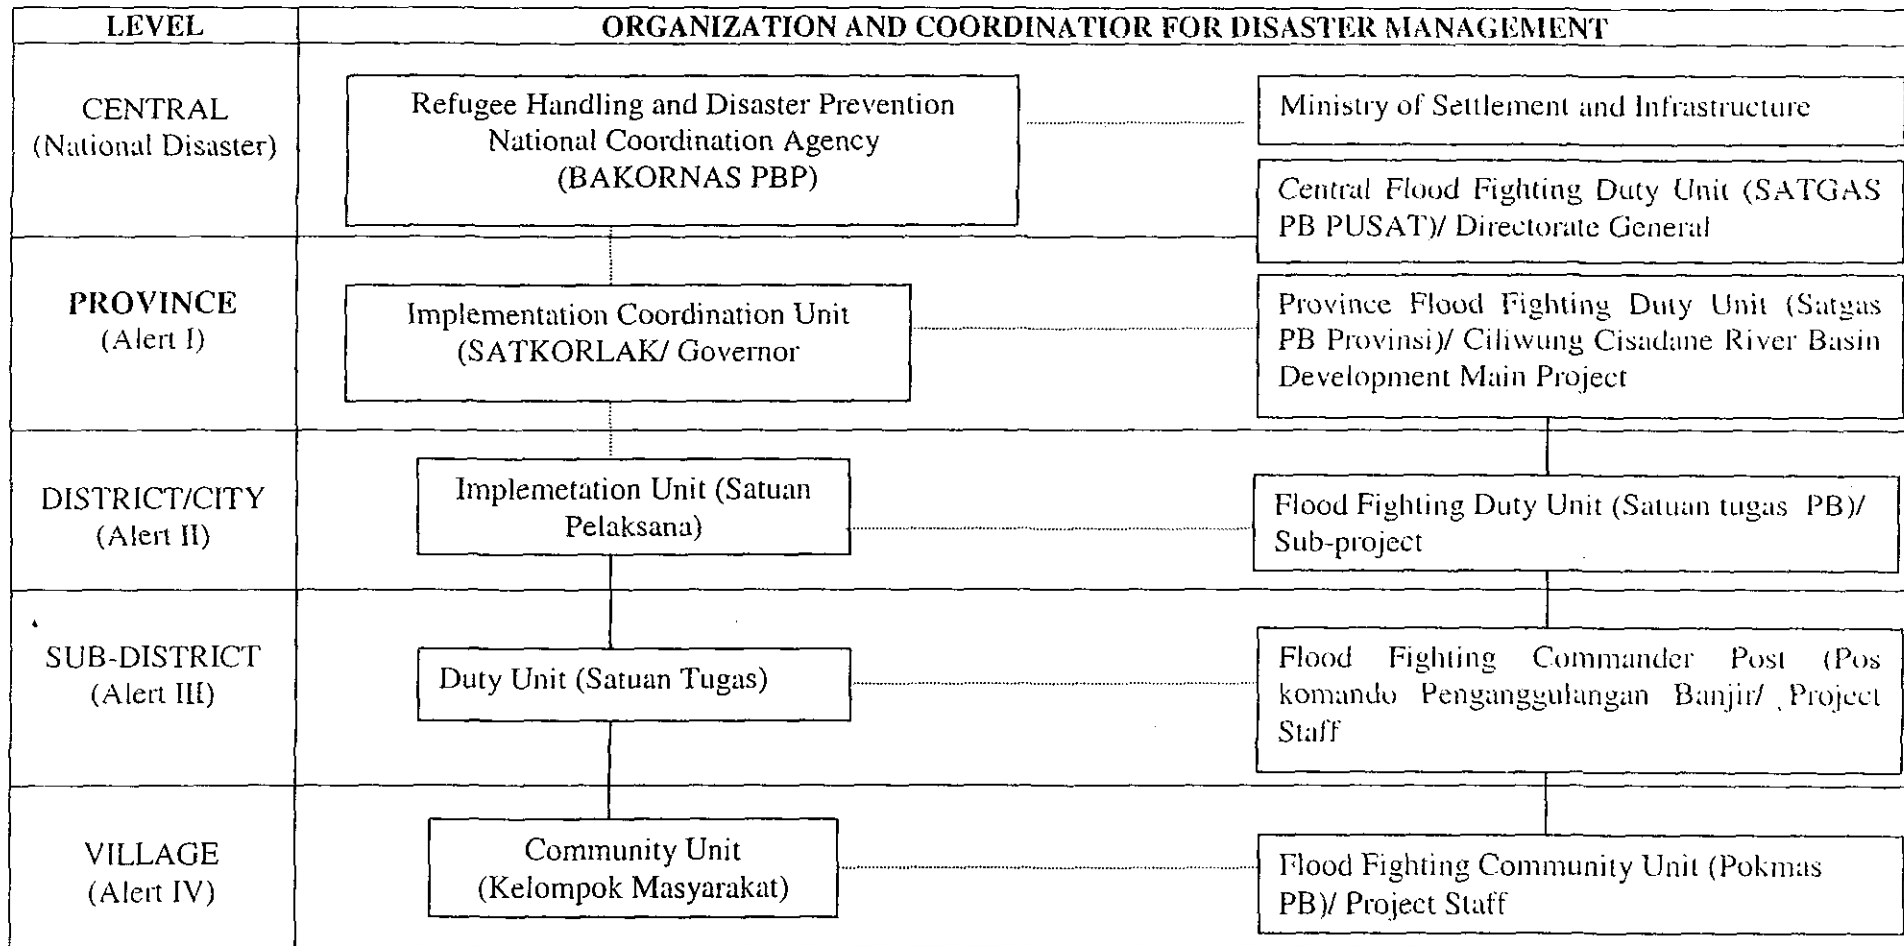 LEVEL
ORGANIZATION AND COORDINATIOR FOR DISASTER MANAGEMENT
CENTRAL
(National Disaster)
Refugee Handling and Disaster Prevention
National Coordination Agency
(BAKORNAS PBP)
Ministry of Settlement and Infrastructure
Central Flood Fighting Duty Unit (SATGAS
PB PUSAT)/ Directorate General
PROVINCE
(Alert I)
Implementation Coordination Unit
(SATKORLAK/ Governor
Province Flood Fighting Duty Unit (Satgas
PB Provinsi)/ Ciliwung Cisadane River Basin
Development Main Project
DISTRICT/CITY
(Alert II)
Implemetation Unit (Satuan
Pelaksana)
Flood Fighting Duty Unit (Satuan tugas PB)/
Sub-project
SUB-DISTRICT
(Alert III)
Duty Unit (Satuan Tugas)
Flood Fighting Commander Post (Pos
komando Penganggulangan Banjir/ Project
Staff
VILLAGE
(Alert IV)
Community Unit
(Kelompok Masyarakat)
Flood Fighting Community Unit (Pokmas
PB)/ Project Staff